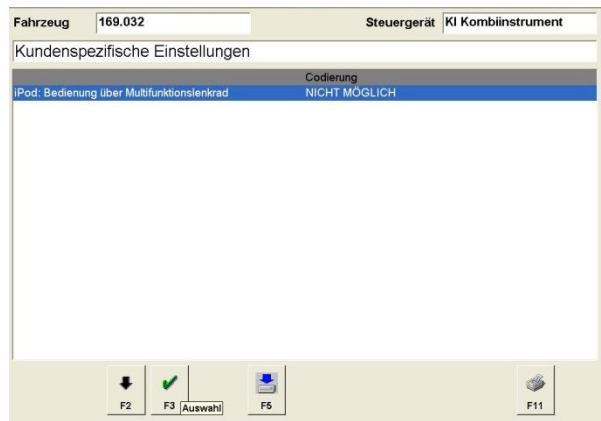 Fahrzeug 169.032 Steuergerät KI Kombiinstrument
Kundenspezifische Einstellungen
Codierung
iPod: Bedienung über Multifunktionslenkrad NICHT MÖGLICH
F2 F3 Auswahl F5 F11